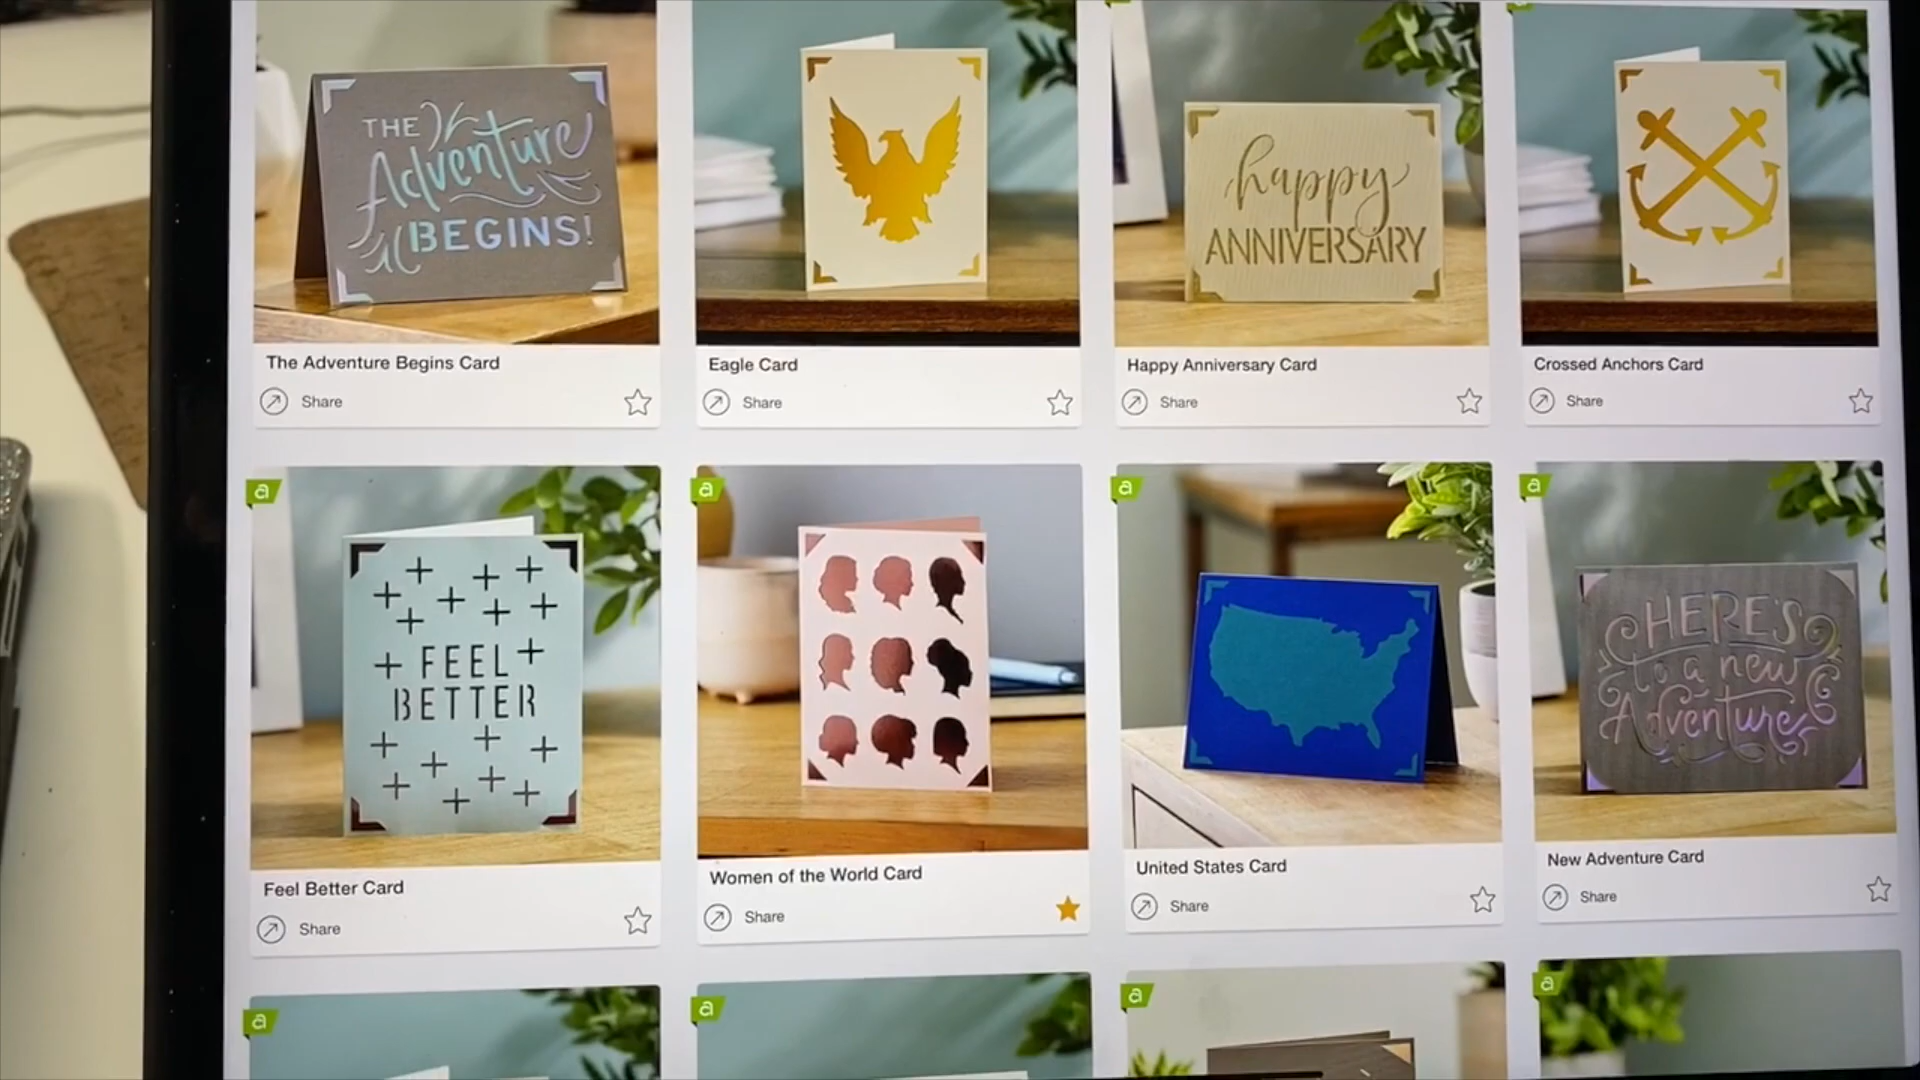 THE
Adventure
BEGINS!
happy
ANNIVERSARY
The Adventure Begins Card
Eagle Card
Happy Anniversary Card
Crossed Anchors Card
Share
Share
Share
Share
a
a
a
a
FEEL
BETTER
HERE'S
to a new
Adventure
Feel Better Card
Women of the World Card
United States Card
New Adventure Card
Share
Share
Share
Share
a
a
a
a